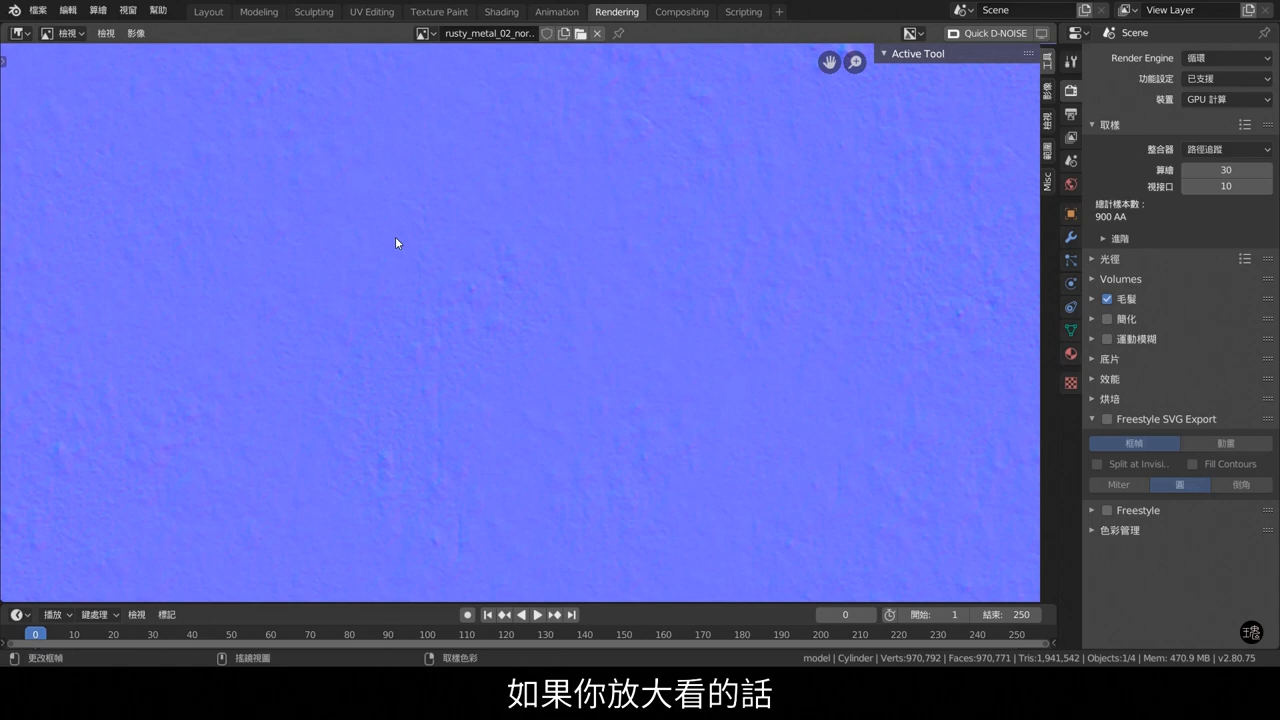 檔案 編輯 算繪 視窗 幫助 Layout Modeling Sculpting UV Editing Texture Paint Shading Animation Rendering Compositing Scripting + Scene View Layer
檢視 檢視 影像 rusty_metal_02_nor.. Quick D-NOISE Scene
Active Tool
工具
影像
檢視
範圍
Misc
Render Engine 循環
功能設定 已支援
裝置 GPU 計算
取樣
整合器 路徑追蹤
算繪 30
視接口 10
總計樣本數：
900 AA
進階
光徑
Volumes
毛髮
簡化
運動模糊
底片
效能
烘培
Freestyle SVG Export
框幀 動畫
Split at Invisi.. Fill Contours
Miter 圓 倒角
Freestyle
色彩管理
瑰
播放 鍵處理 檢視 標記 0 開始: 1 結束: 250
0 10 20 30 40 50 60 70 80 90 100 110 120 130 140 150 160 170 180 190 200 210 220 230 240 250
更改框幀 搖鏡視圖 取樣色彩 model | Cylinder | Verts:970,792 | Faces:970,771 | Tris:1,941,542 | Objects:1/4 | Mem: 470.9 MB | v2.80.75
如果你放大看的話